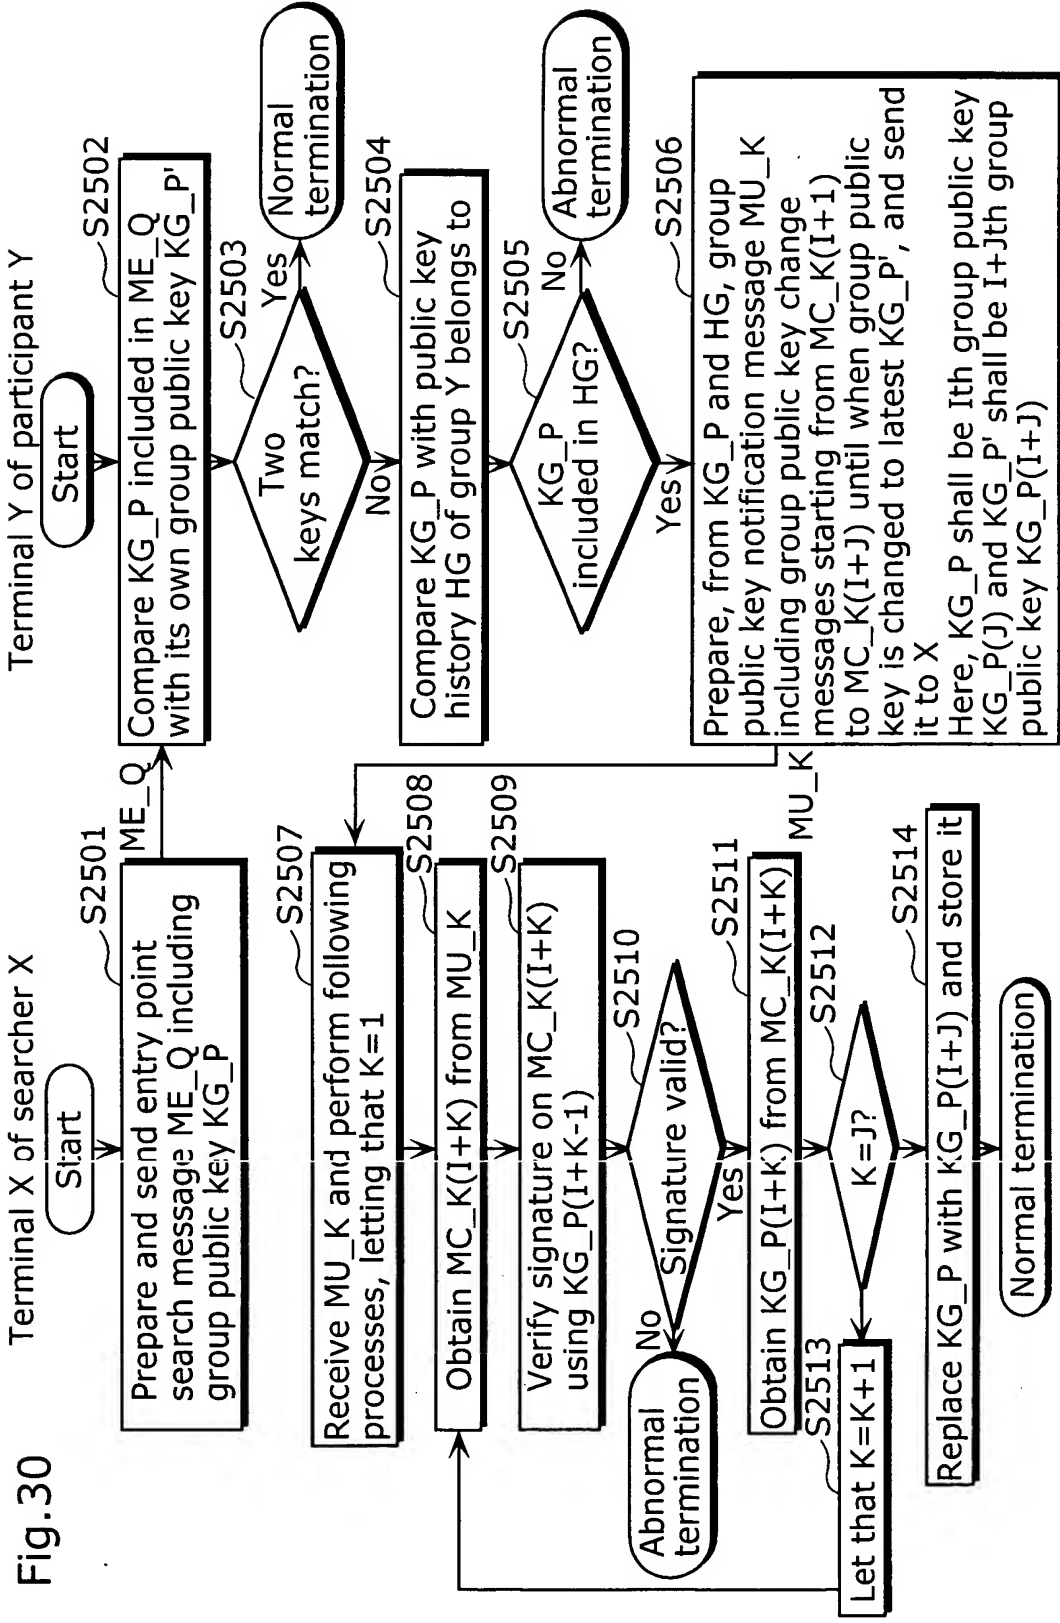 Fig.30
Terminal X of searcher X
Start
S2501
Prepare and send entry point
search message ME_Q including
group public key KG_P
ME_Q
S2507
Receive MU_K and perform following
processes, letting that K=1
S2508
Obtain MC_K(I+K) from MU_K
S2509
Verify signature on MC_K(I+K)
using KG_P(I+K-1)
S2510
Signature valid?
No
Abnormal
termination
Yes
S2511
Obtain KG_P(I+K) from MC_K(I+K)
S2512
K=J?
S2513
Let that K=K+1
S2514
Replace KG_P with KG_P(I+J) and store it
Normal termination
Terminal Y of participant Y
Start
S2502
Compare KG_P included in ME_Q
with its own group public key KG_P'
S2503
Two
keys match?
Yes
Normal
termination
No
S2504
Compare KG_P with public key
history HG of group Y belongs to
S2505
KG_P
included in HG?
No
Abnormal
termination
Yes
S2506
Prepare, from KG_P and HG, group
public key notification message MU_K
including group public key change
messages starting from MC_K(I+1)
to MC_K(I+J) until when group public
key is changed to latest KG_P', and send
it to X
Here, KG_P shall be Ith group public key
KG_P(J) and KG_P' shall be I+Jth group
public key KG_P(I+J)
MU_K